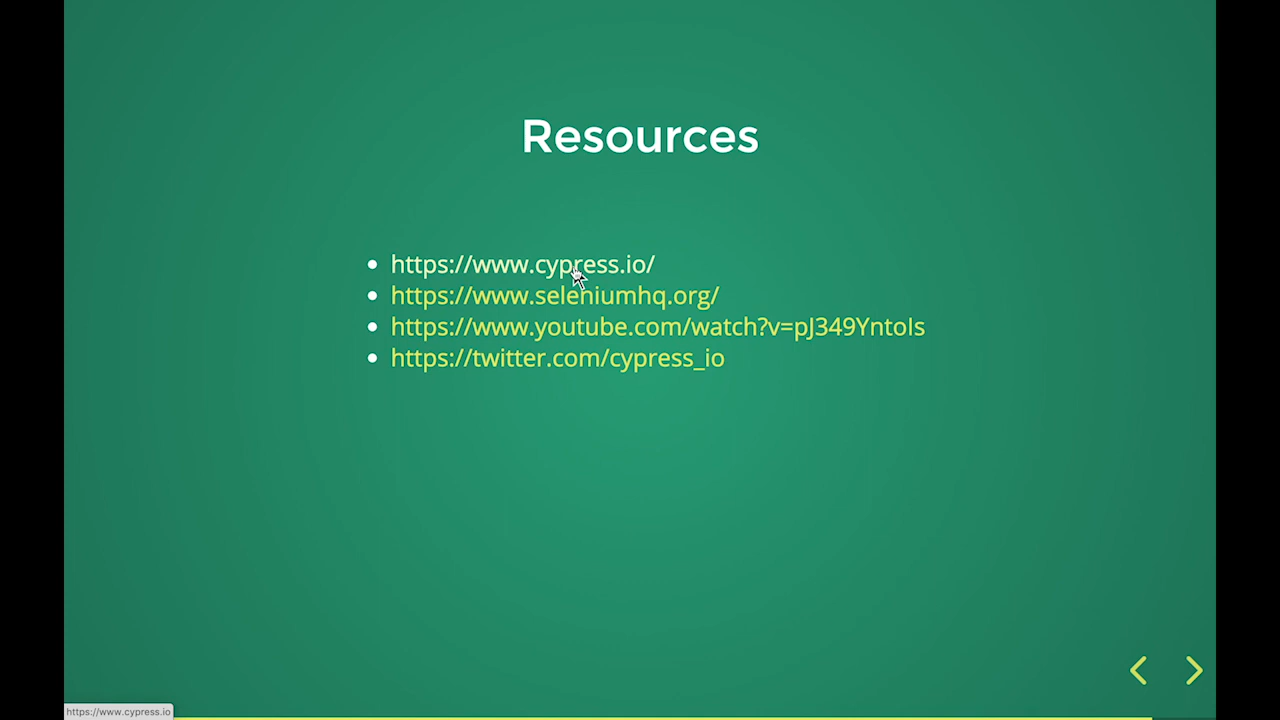 Resources
https://www.cypress.io/
https://www.seleniumhq.org/
https://www.youtube.com/watch?v=pJ349YntoIs
https://twitter.com/cypress_io
https://www.cypress.io